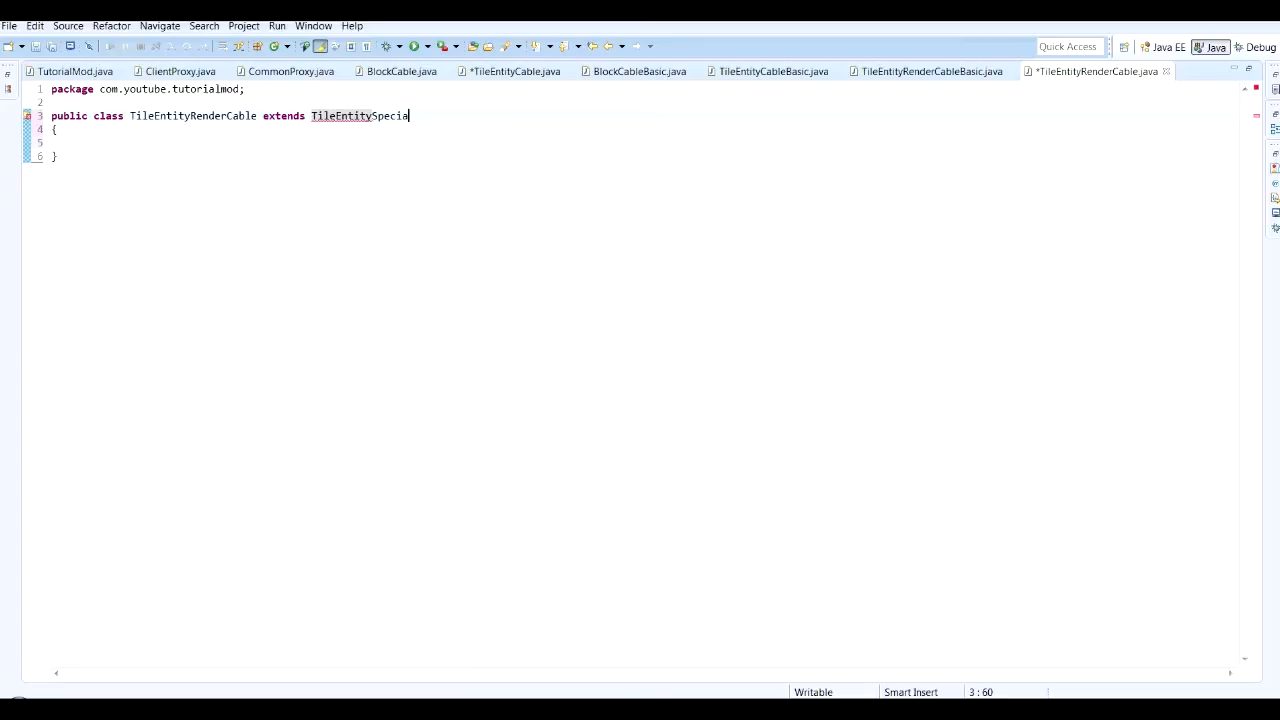 File Edit Source Refactor Navigate Search Project Run Window Help
Quick Access Java EE Java Debug
TutorialMod.java ClientProxy.java CommonProxy.java BlockCable.java *TileEntityCable.java BlockCableBasic.java TileEntityCableBasic.java TileEntityRenderCableBasic.java *TileEntityRenderCable.java
1 package com.youtube.tutorialmod;
2
3 public class TileEntityRenderCable extends TileEntitySpecia
4 {
5
6 }
Writable Smart Insert 3 : 60